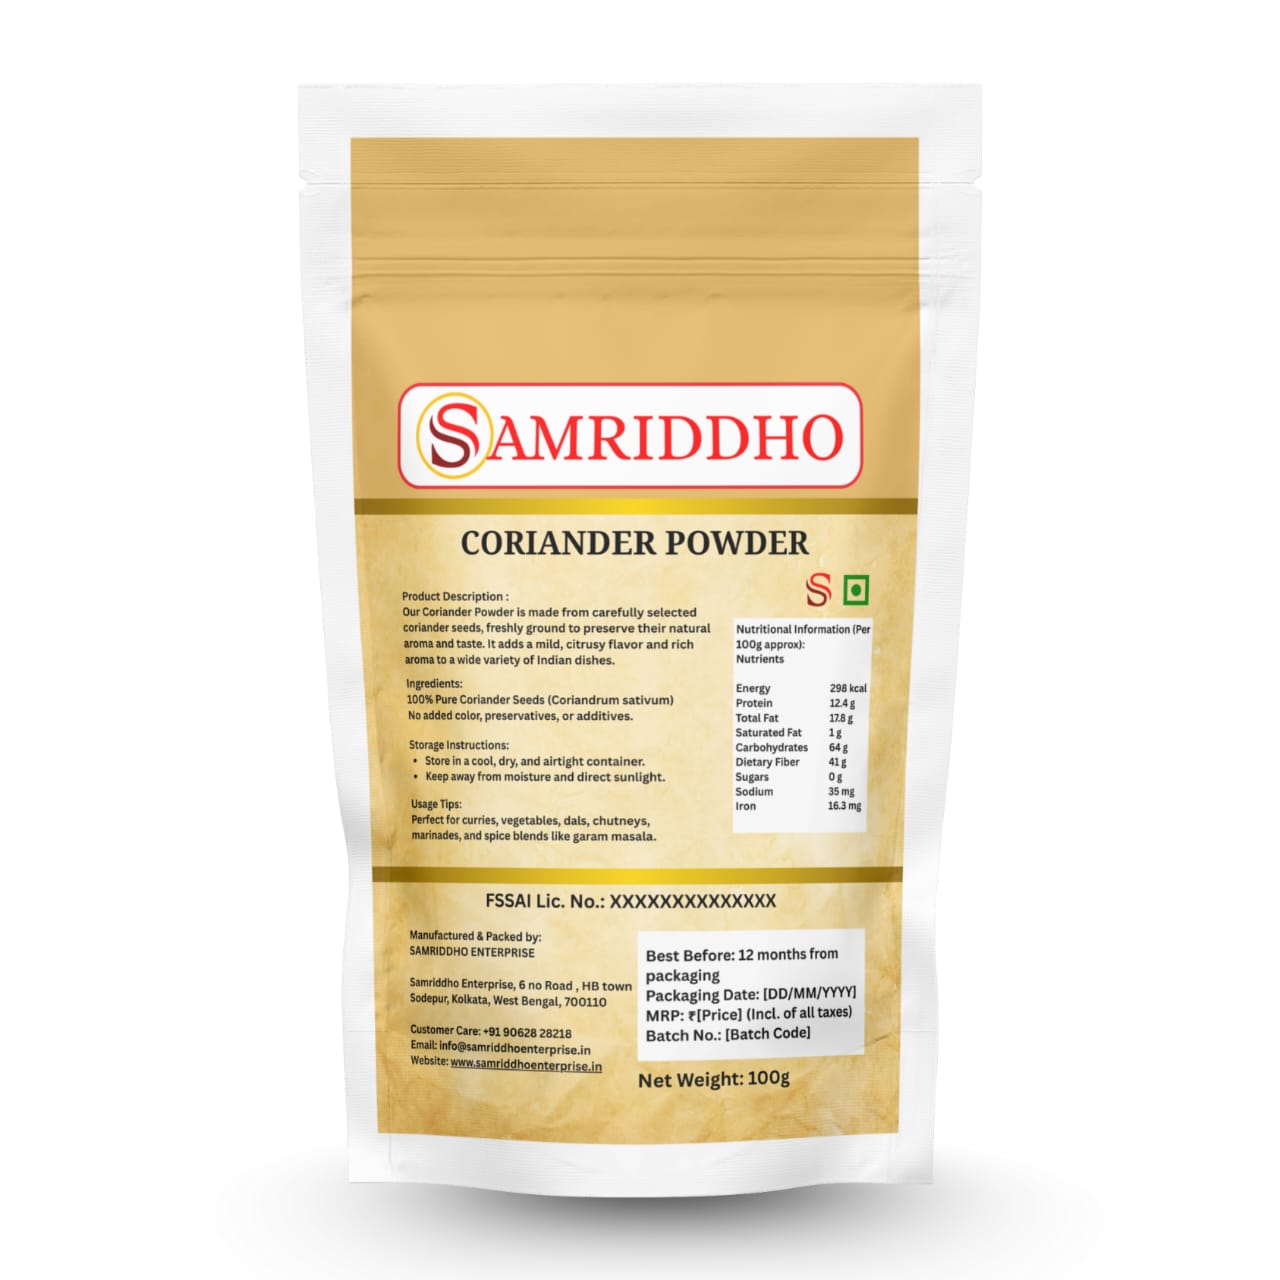 SAMRIDDHO
CORIANDER POWDER
Product Description :
Our Coriander Powder is made from carefully selected
coriander seeds, freshly ground to preserve their natural
aroma and taste. It adds a mild, citrusy flavor and rich
aroma to a wide variety of Indian dishes.
Ingredients:
100% Pure Coriander Seeds (Coriandrum sativum)
No added color, preservatives, or additives.
Storage Instructions:
• Store in a cool, dry, and airtight container.
• Keep away from moisture and direct sunlight.
Usage Tips:
Perfect for curries, vegetables, dals, chutneys,
marinades, and spice blends like garam masala.
S
Nutritional Information (Per
100g approx):
Nutrients
Energy 298 kcal
Protein 12.4 g
Total Fat 17.8 g
Saturated Fat 1 g
Carbohydrates 64 g
Dietary Fiber 41 g
Sugars 0 g
Sodium 35 mg
Iron 16.3 mg
FSSAI Lic. No.: XXXXXXXXXXXXXX
Manufactured & Packed by:
SAMRIDDHO ENTERPRISE
Samriddho Enterprise, 6 no Road , HB town
Sodepur, Kolkata, West Bengal, 700110
Customer Care: +91 90628 28218
Email: info@samriddhoenterprise.in
Website: www.samriddhoenterprise.in
Best Before: 12 months from
packaging
Packaging Date: [DD/MM/YYYY]
MRP: ₹[Price] (Incl. of all taxes)
Batch No.: [Batch Code]
Net Weight: 100g